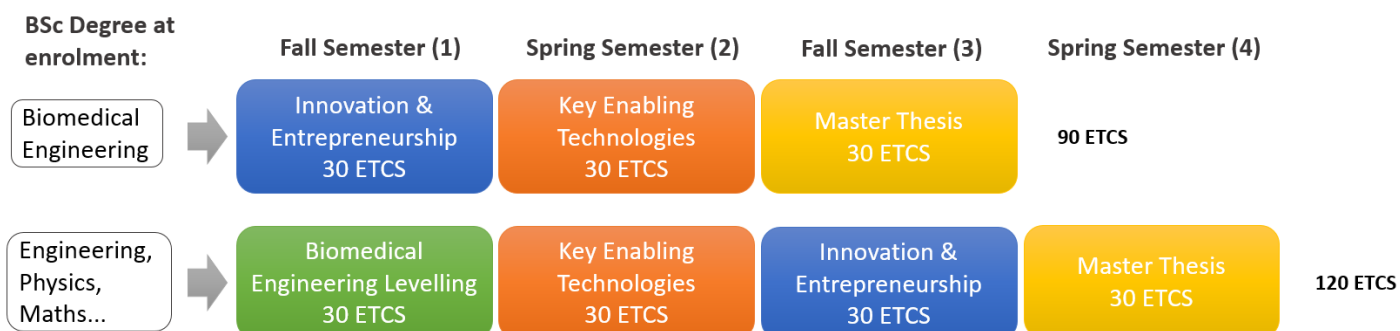 BSc Degree at
enrolment:
Fall Semester (1)
Spring Semester (2)
Fall Semester (3)
Spring Semester (4)
Biomedical
Engineering
Innovation &
Entrepreneurship
30 ETCS
Key Enabling
Technologies
30 ETCS
Master Thesis
30 ETCS
90 ETCS
Engineering,
Physics,
Maths...
Biomedical
Engineering Levelling
30 ETCS
Key Enabling
Technologies
30 ETCS
Innovation &
Entrepreneurship
30 ETCS
Master Thesis
30 ETCS
120 ETCS